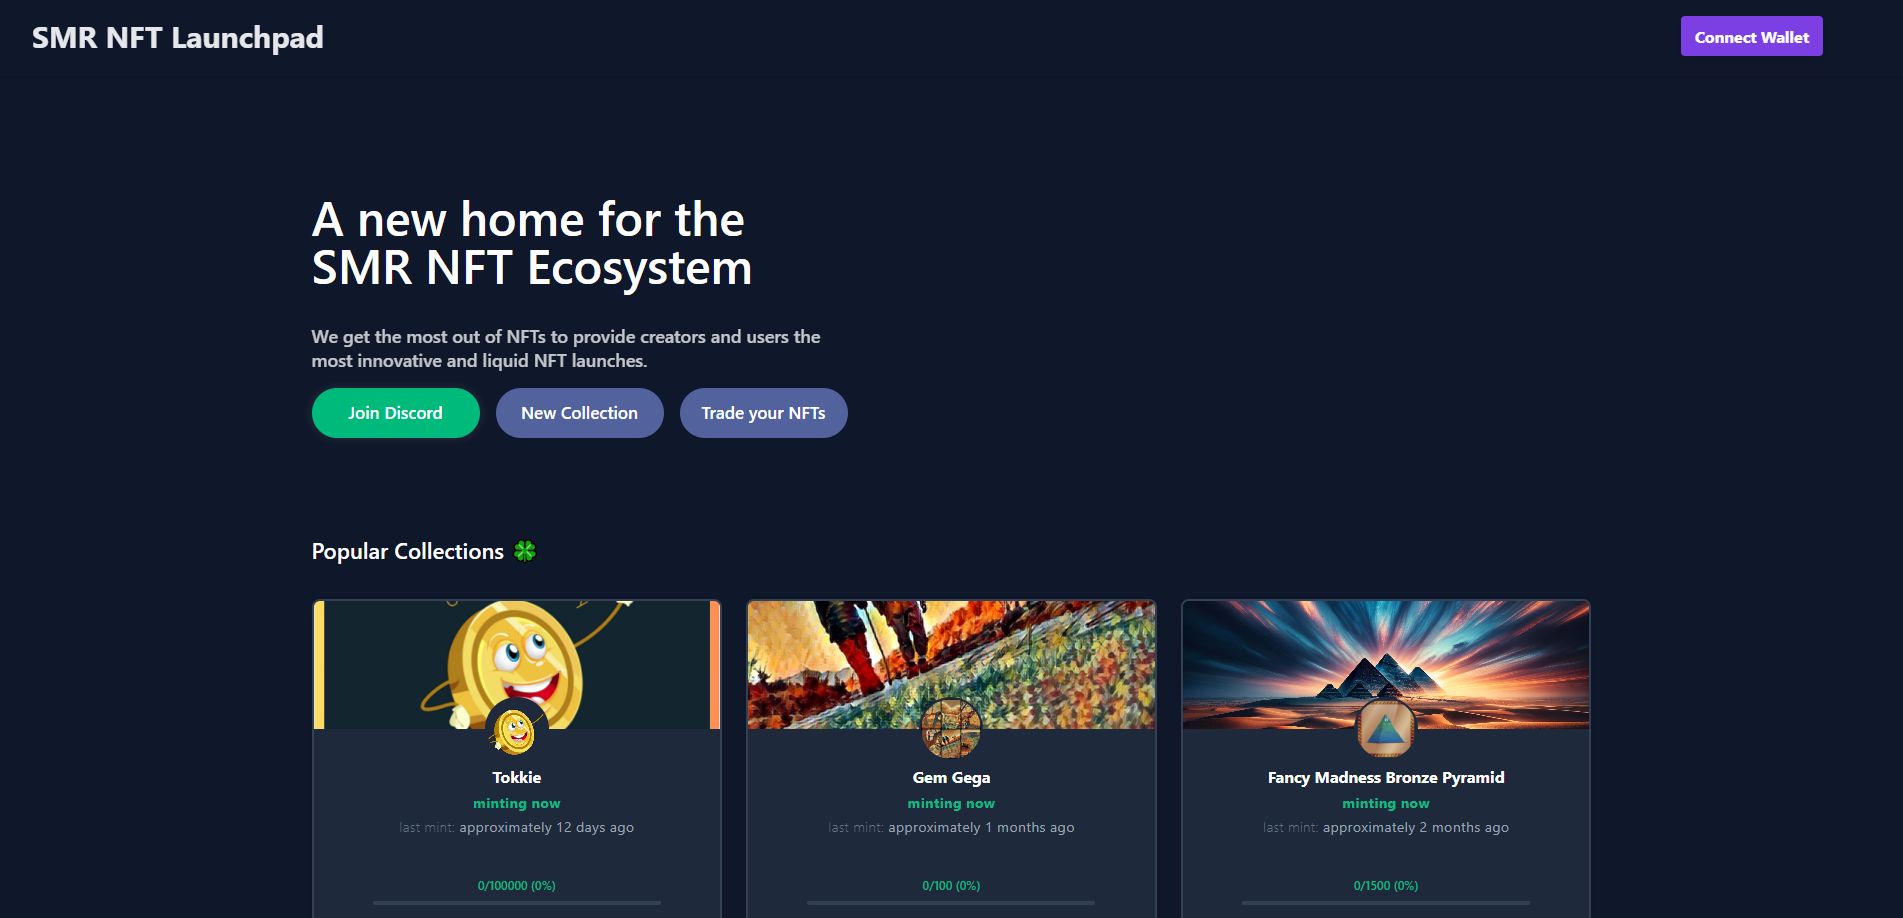 SMR NFT Launchpad
Connect Wallet
A new home for the
SMR NFT Ecosystem
We get the most out of NFTs to provide creators and users the
most innovative and liquid NFT launches.
Join Discord
New Collection
Trade your NFTs
Popular Collections 🍀
Tokkie
minting now
last mint: approximately 12 days ago
0/100000 (0%)
Gem Gega
minting now
last mint: approximately 1 months ago
0/100 (0%)
Fancy Madness Bronze Pyramid
minting now
last mint: approximately 2 months ago
0/1500 (0%)